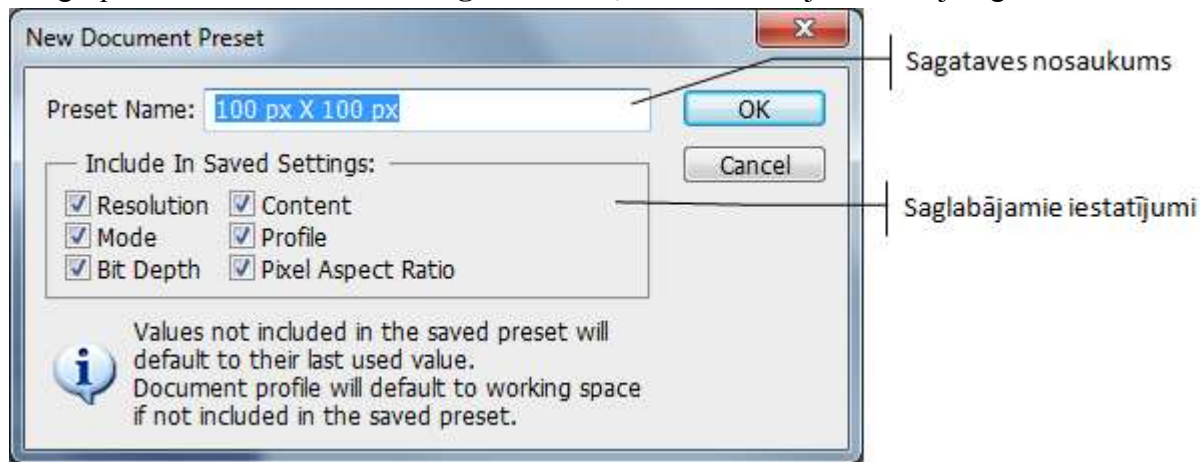 New Document Preset
Sagataves nosaukums
Preset Name: 100 px X 100 px
OK
Include In Saved Settings:
Cancel
Resolution Content
Mode Profile
Bit Depth Pixel Aspect Ratio
Saglabājamie iestatījumi
Values not included in the saved preset will
default to their last used value.
Document profile will default to working space
if not included in the saved preset.